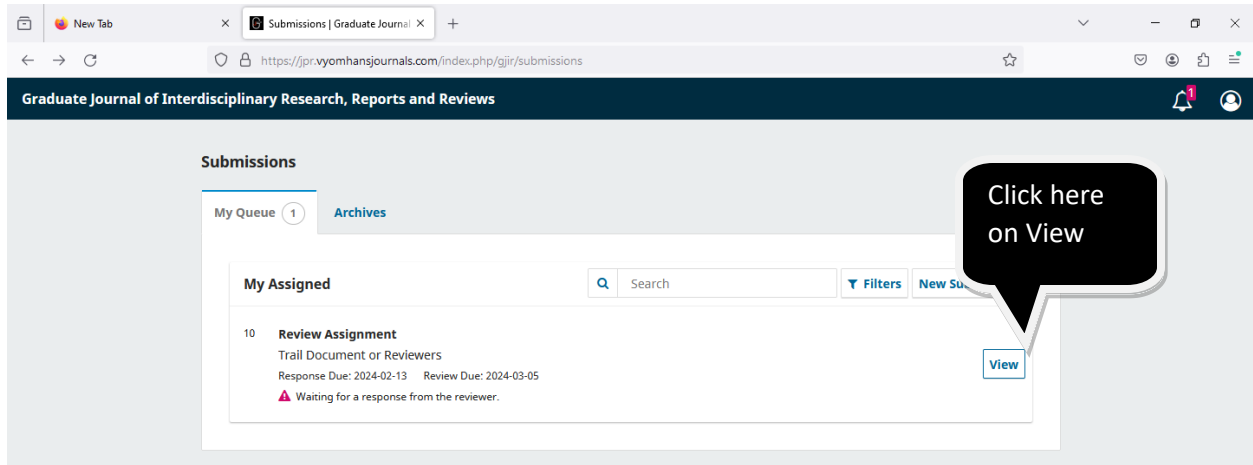 New Tab
Submissions | Graduate Journal
https://jpr.vyomhansjournals.com/index.php/gjir/submissions
Graduate Journal of Interdisciplinary Research, Reports and Reviews
1
Submissions
My Queue 1
Archives
Click here
on View
My Assigned
Search
Filters
New
10
Review Assignment
Trail Document or Reviewers
Response Due: 2024-02-13 Review Due: 2024-03-05
Waiting for a response from the reviewer.
View